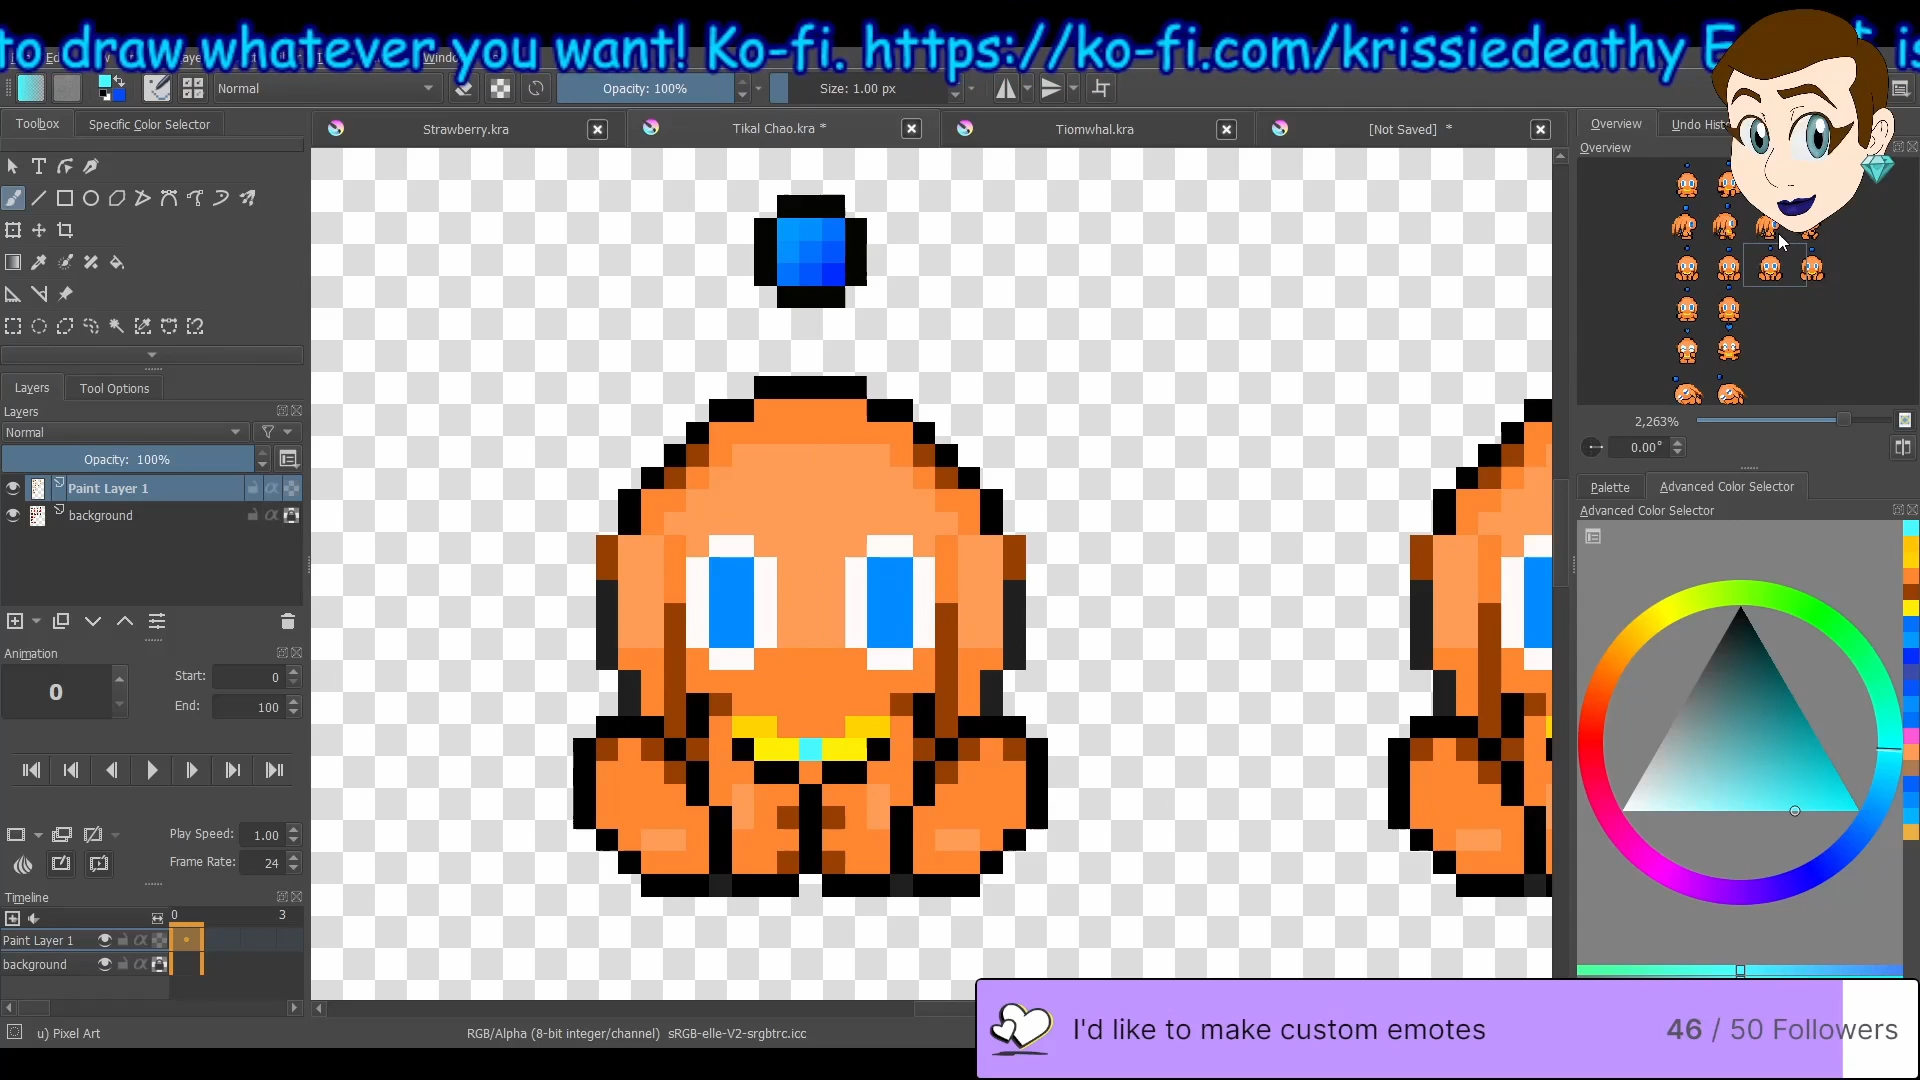 to draw whatever you want! Ko-fi. https://ko-fi.com/krissiedeathy
Normal
Opacity: 100%
Size: 1.00 px
Toolbox
Specific Color Selector
Strawberry.kra
Tikal Chao.kra *
Tiomwhal.kra
[Not Saved] *
Overview
Undo Hist
Overview
Layers
Tool Options
Layers
Normal
Opacity: 100%
Paint Layer 1
background
2,263%
0.00°
Palette
Advanced Color Selector
Advanced Color Selector
Animation
0
Start:
0
End:
100
Play Speed:
1.00
Frame Rate:
24
Timeline
0
3
Paint Layer 1
background
u) Pixel Art
RGB/Alpha (8-bit integer/channel) sRGB-elle-V2-srgbtrc.icc
I'd like to make custom emotes
46 / 50 Followers